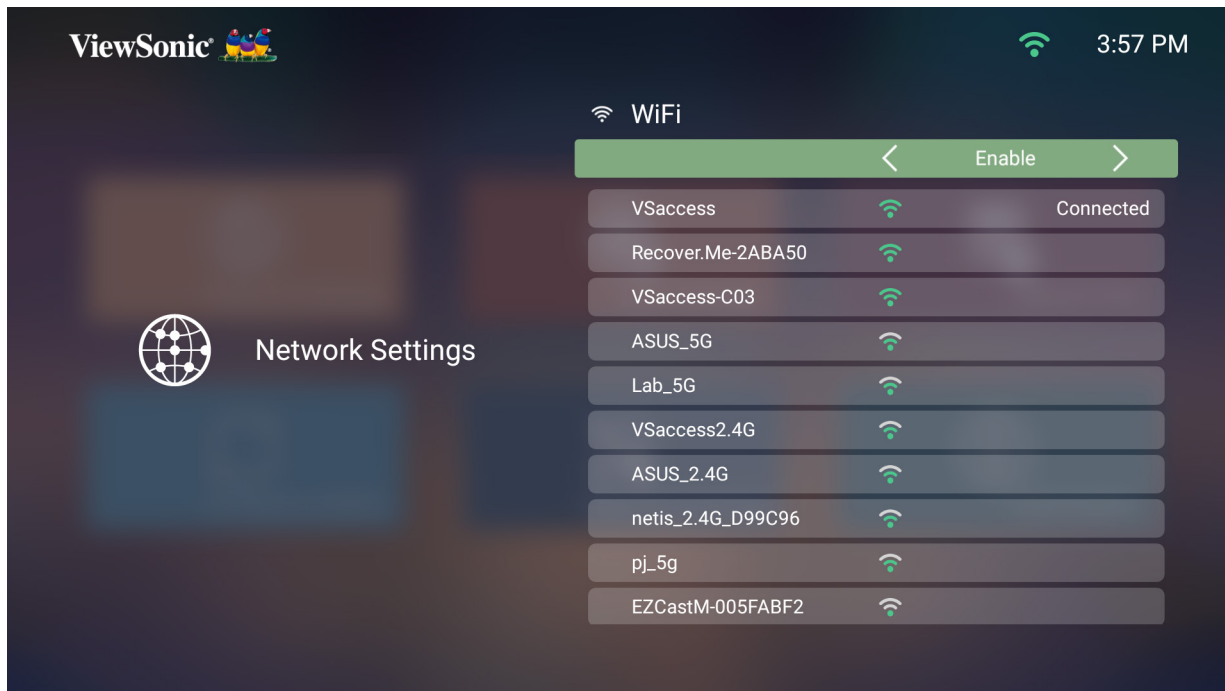 ViewSonic®
3:57 PM
WiFi
Enable
VSaccess Connected
Recover.Me-2ABA50
VSaccess-C03
ASUS_5G
Network Settings
Lab_5G
VSaccess2.4G
ASUS_2.4G
netis_2.4G_D99C96
pj_5g
EZCastM-005FABF2